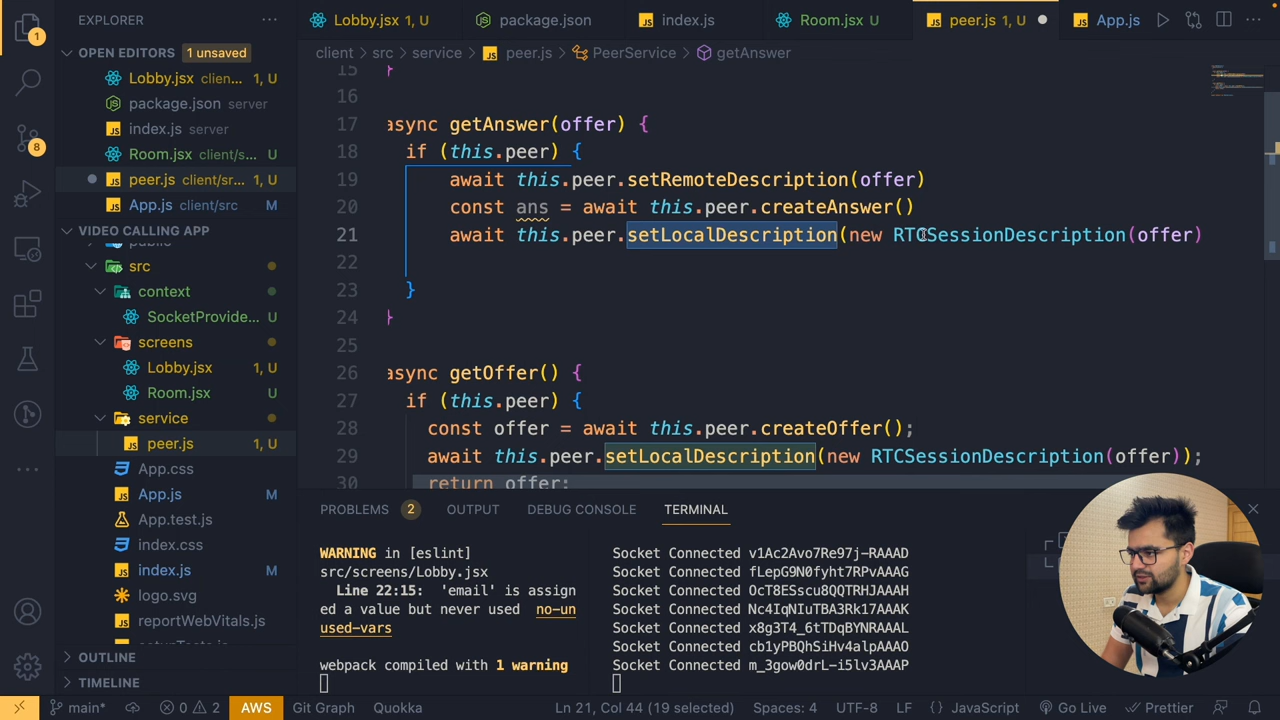 EXPLORER
Lobby.jsx 1, U
package.json
index.js
Room.jsx U
peer.js 1, U
App.js
OPEN EDITORS 1 unsaved
client src service peer.js PeerService getAnswer
Lobby.jsx clien... 1, U
package.json server
index.js server
Room.jsx client/s... U
peer.js client/sr... 1, U
App.js client/src M
VIDEO CALLING APP
public
src
context
SocketProvide... U
screens
Lobby.jsx 1, U
Room.jsx U
service
peer.js 1, U
App.css
App.js M
App.test.js
index.css
index.js M
logo.svg
reportWebVitals.js
OUTLINE
TIMELINE
1
8
15 }
16
17 async getAnswer(offer) {
18 if (this.peer) {
19 await this.peer.setRemoteDescription(offer)
20 const ans = await this.peer.createAnswer()
21 await this.peer.setLocalDescription(new RTCSessionDescription(offer)
22
23 }
24 }
25
26 async getOffer() {
27 if (this.peer) {
28 const offer = await this.peer.createOffer();
29 await this.peer.setLocalDescription(new RTCSessionDescription(offer));
30 return offer;
PROBLEMS 2 OUTPUT DEBUG CONSOLE TERMINAL
WARNING in [eslint]
src/screens/Lobby.jsx
Line 22:15: 'email' is assign
ed a value but never used no-un
used-vars
webpack compiled with 1 warning
Socket Connected v1Ac2Avo7Re97j-RAAAD
Socket Connected fLepG9N0fyht7RPvAAAG
Socket Connected OcT8ESscu8QQTRHJAAAH
Socket Connected Nc4IqNIuTBA3Rk17AAAK
Socket Connected x8g3T4_6tTDqBYNRAAAL
Socket Connected cb1yPBQhSiHv4alpAAAO
Socket Connected m_3gow0drL-i5lv3AAAP
main* 0 2 AWS Git Graph Quokka Ln 21, Col 44 (19 selected) Spaces: 4 UTF-8 LF {} JavaScript Go Live Prettier